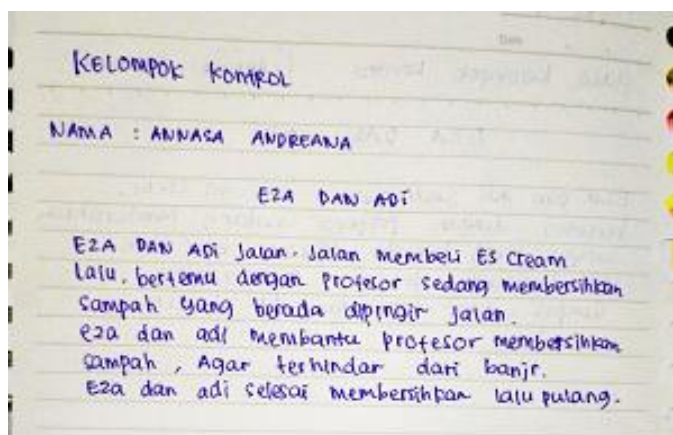 KELOMPOK KONTROL
NAMA : ANNASA ANDREANA
EZA DAN ADI
EZA DAN ADI Jalan-Jalan membeli Es cream
Lalu, bertemu dengan Profesor sedang membersihkan
Sampah yang berada dipingir jalan.
eza dan adi membantu profesor membersihkan
sampah, Agar terhindar dari banjr.
Eza dan adi selesai membersihkan lalu pulang.